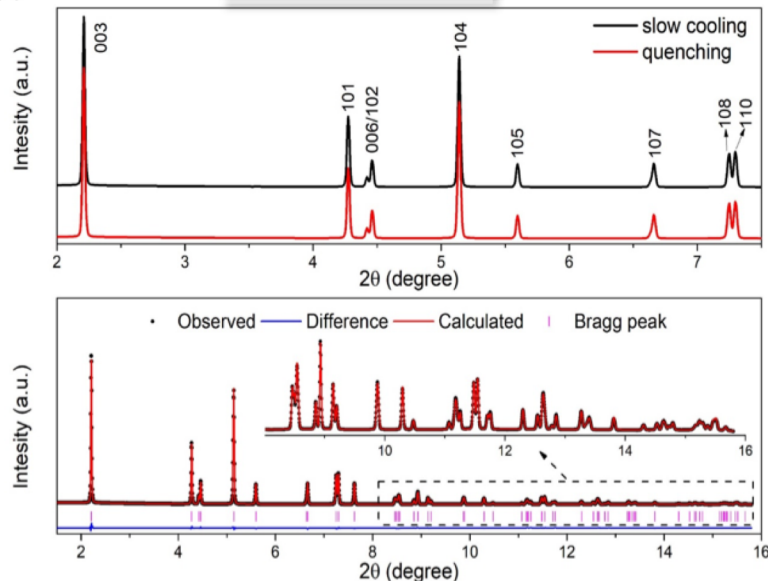 slow cooling
quenching
003
101
006/102
104
105
107
108
110
Intesity (a.u.)
2 3 4 5 6 7
2θ (degree)
Observed Difference Calculated Bragg peak
10 12 14 16
Intesity (a.u.)
2 4 6 8 10 12 14 16
2θ (degree)